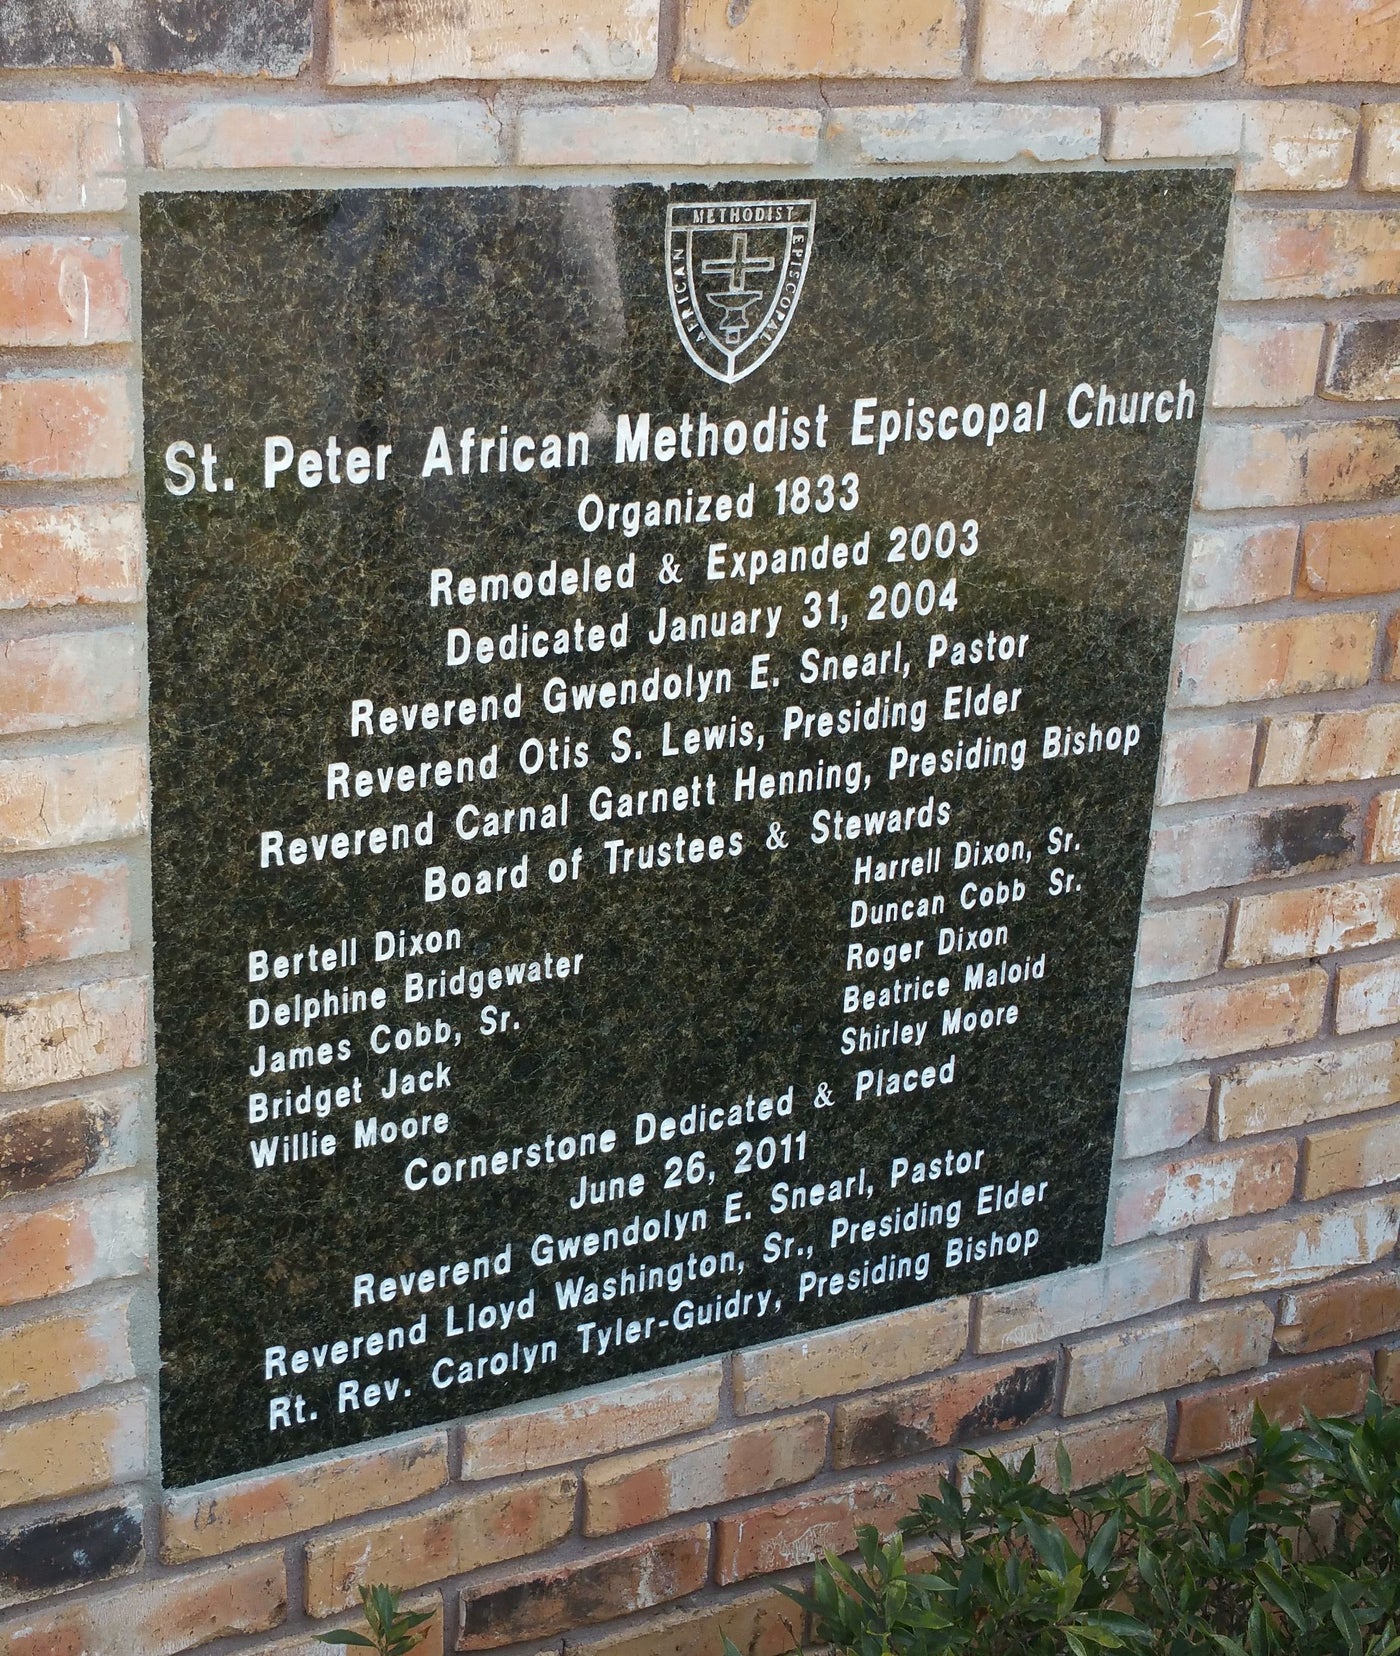 METHODIST
AFRICAN
EPISCOPAL
St. Peter African Methodist Episcopal Church
Organized 1833
Remodeled & Expanded 2003
Dedicated January 31, 2004
Reverend Gwendolyn E. Snearl, Pastor
Reverend Otis S. Lewis, Presiding Elder
Reverend Carnal Garnett Henning, Presiding Bishop
Board of Trustees & Stewards
Bertell Dixon
Delphine Bridgewater
James Cobb, Sr.
Bridget Jack
Willie Moore
Harrell Dixon, Sr.
Duncan Cobb Sr.
Roger Dixon
Beatrice Maloid
Shirley Moore
Cornerstone Dedicated & Placed
June 26, 2011
Reverend Gwendolyn E. Snearl, Pastor
Reverend Lloyd Washington, Sr., Presiding Elder
Rt. Rev. Carolyn Tyler-Guidry, Presiding Bishop